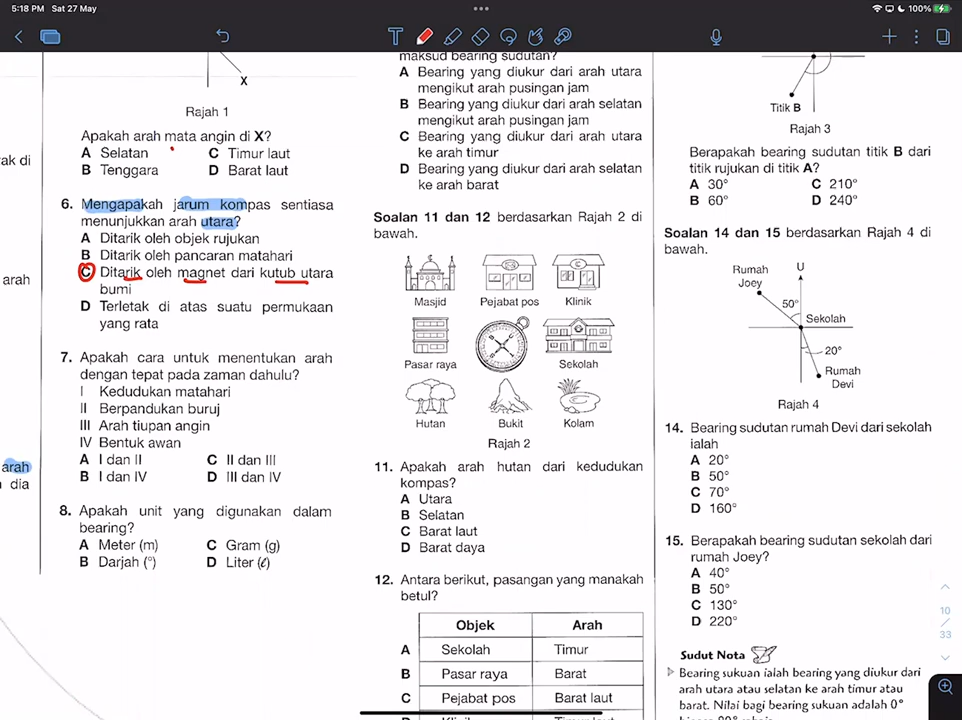 5:18 PM Sat 27 May
100%
X
Rajah 1
Apakah arah mata angin di X?
A Selatan C Timur laut
B Tenggara D Barat laut
ak di
arah
arah
dia
6. Mengapakah jarum kompas sentiasa
menunjukkan arah utara?
A Ditarik oleh objek rujukan
B Ditarik oleh pancaran matahari
C Ditarik oleh magnet dari kutub utara
bumi
D Terletak di atas suatu permukaan
yang rata
7. Apakah cara untuk menentukan arah
dengan tepat pada zaman dahulu?
I Kedudukan matahari
II Berpandukan buruj
III Arah tiupan angin
IV Bentuk awan
A I dan II C II dan III
B I dan IV D III dan IV
8. Apakah unit yang digunakan dalam
bearing?
A Meter (m) C Gram (g)
B Darjah (°) D Liter (ℓ)
maksud bearing sudutan?
A Bearing yang diukur dari arah utara
mengikut arah pusingan jam
B Bearing yang diukur dari arah selatan
mengikut arah pusingan jam
C Bearing yang diukur dari arah utara
ke arah timur
D Bearing yang diukur dari arah selatan
ke arah barat
Soalan 11 dan 12 berdasarkan Rajah 2 di
bawah.
Masjid Pejabat pos Klinik
Pasar raya Sekolah
Hutan Bukit Kolam
Rajah 2
11. Apakah arah hutan dari kedudukan
kompas?
A Utara
B Selatan
C Barat laut
D Barat daya
12. Antara berikut, pasangan yang manakah
betul?
Objek Arah
A Sekolah Timur
B Pasar raya Barat
C Pejabat pos Barat laut
Titik B
Rajah 3
Berapakah bearing sudutan titik B dari
titik rujukan di titik A?
A 30° C 210°
B 60° D 240°
Soalan 14 dan 15 berdasarkan Rajah 4 di
bawah.
Rumah
Joey
U
50°
Sekolah
20°
Rumah
Devi
Rajah 4
14. Bearing sudutan rumah Devi dari sekolah
ialah
A 20°
B 50°
C 70°
D 160°
15. Berapakah bearing sudutan sekolah dari
rumah Joey?
A 40°
B 50°
C 130°
D 220°
Sudut Nota
Bearing sukuan ialah bearing yang diukur dari
arah utara atau selatan ke arah timur atau
barat. Nilai bagi bearing sukuan adalah 0°
10
/
33